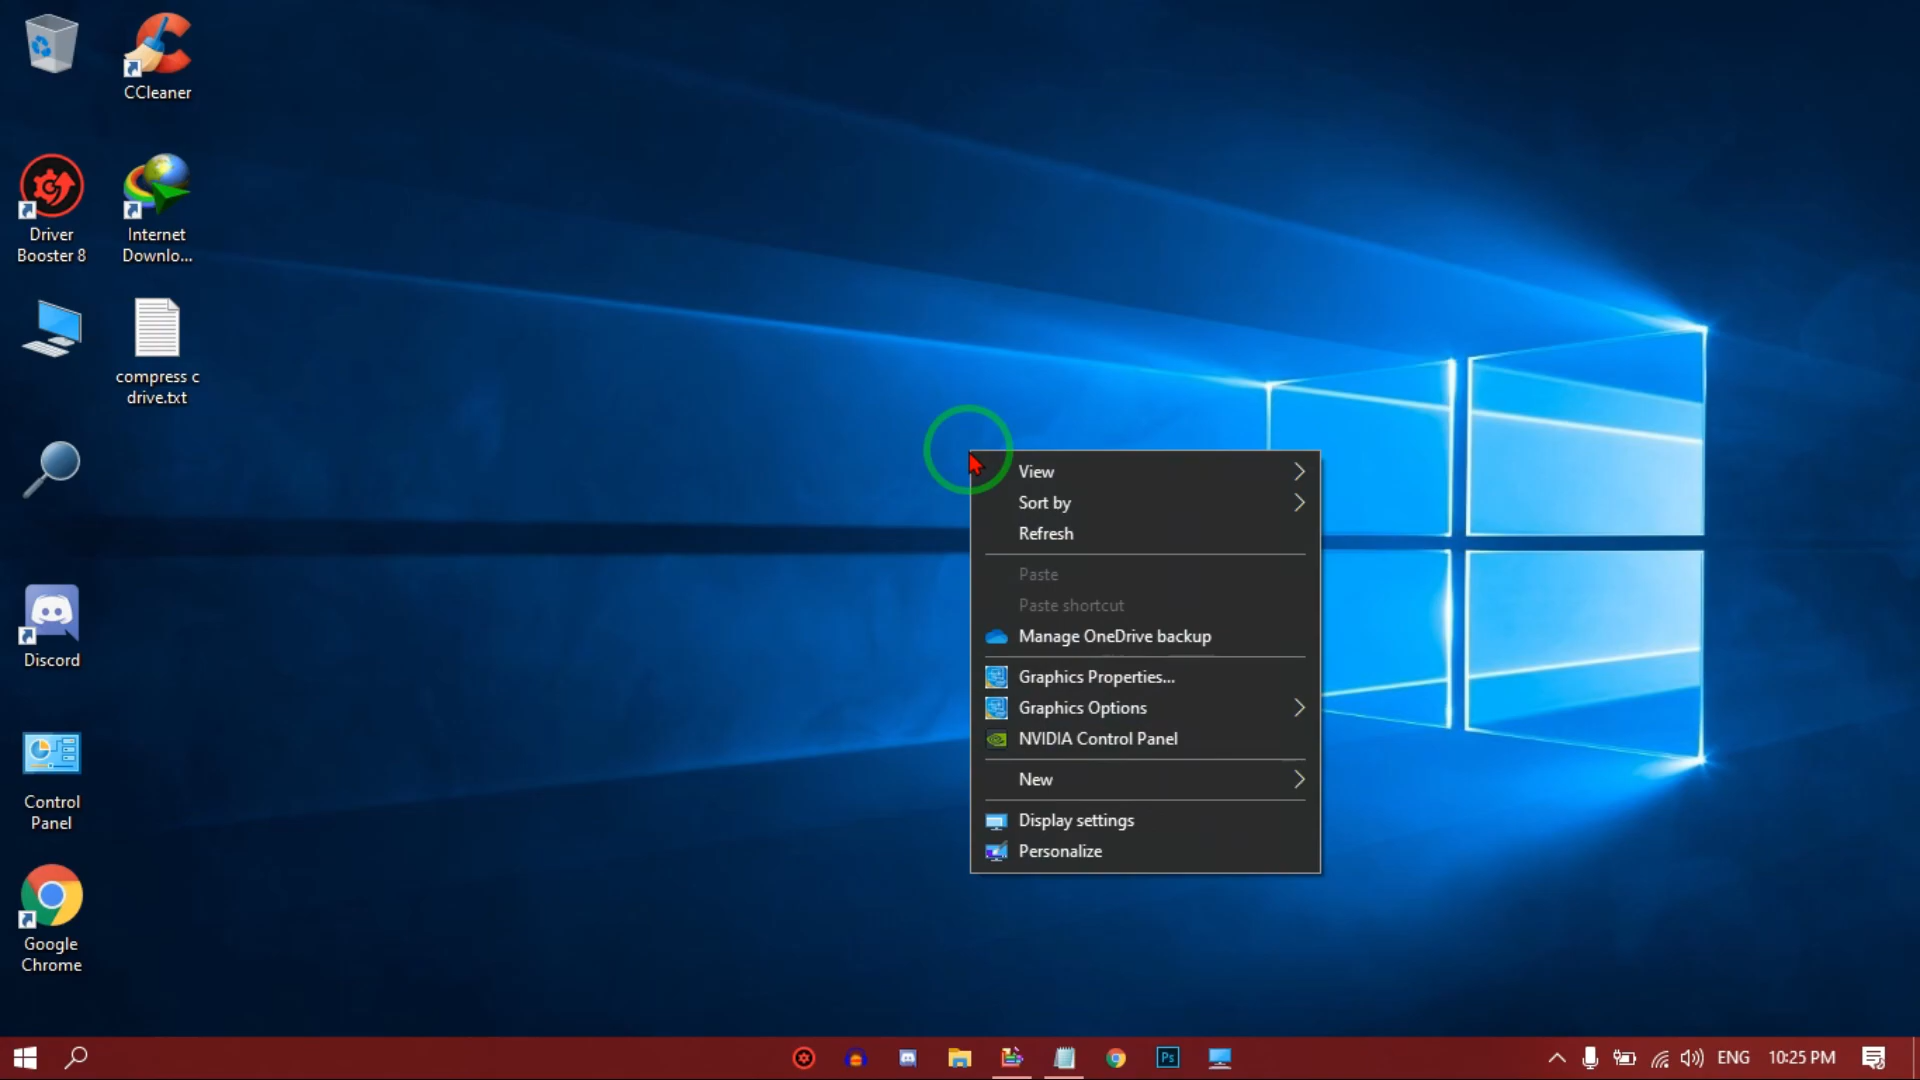 CCleaner
Driver
Booster 8
Internet
Downlo...
compress c
drive.txt
Discord
Control
Panel
Google
Chrome
View
Sort by
Refresh
Paste
Paste shortcut
Manage OneDrive backup
Graphics Properties...
Graphics Options
NVIDIA Control Panel
New
Display settings
Personalize
Ps
ENG
10:25 PM